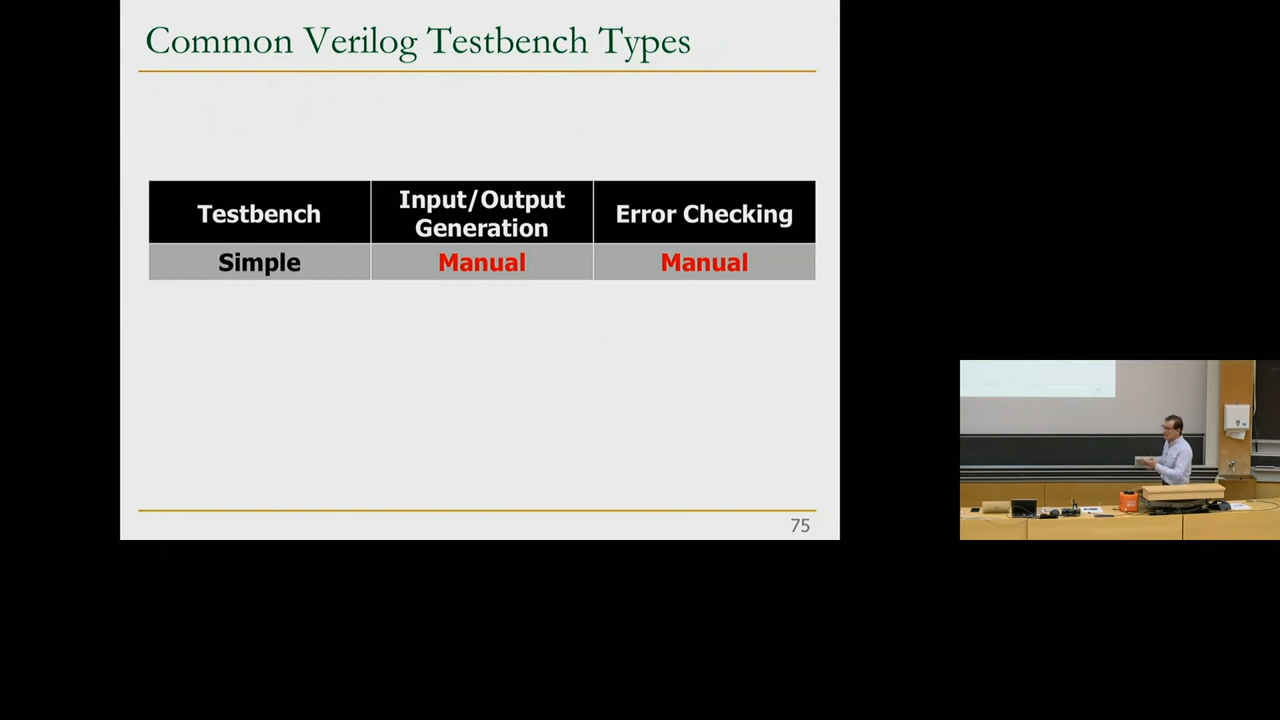 Common Verilog Testbench Types
Testbench
Input/Output
Generation
Error Checking
Simple
Manual
Manual
75